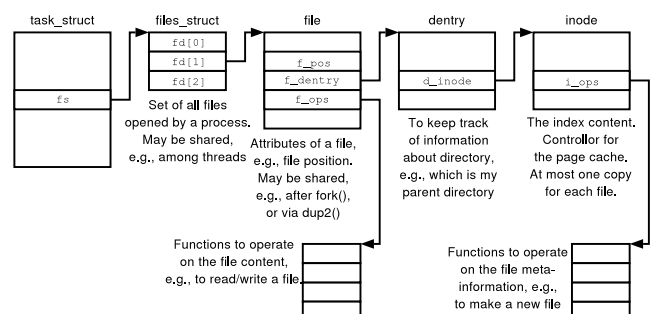 task_struct
files_struct
file
dentry
inode
fd[0]
fd[1]
fd[2]
fs
f_pos
f_dentry
f_ops
d_inode
i_ops
Set of all files
opened by a process.
May be shared,
e.g., among threads
Attributes of a file,
e.g., file position.
May be shared,
e.g., after fork(),
or via dup2()
To keep track
of information
about directory,
e.g., which is my
parent directory
The index content.
Controllor for
the page cache.
At most one copy
for each file.
Functions to operate
on the file content,
e.g., to read/write a file.
Functions to operate
on the file meta-
information, e.g.,
to make a new file